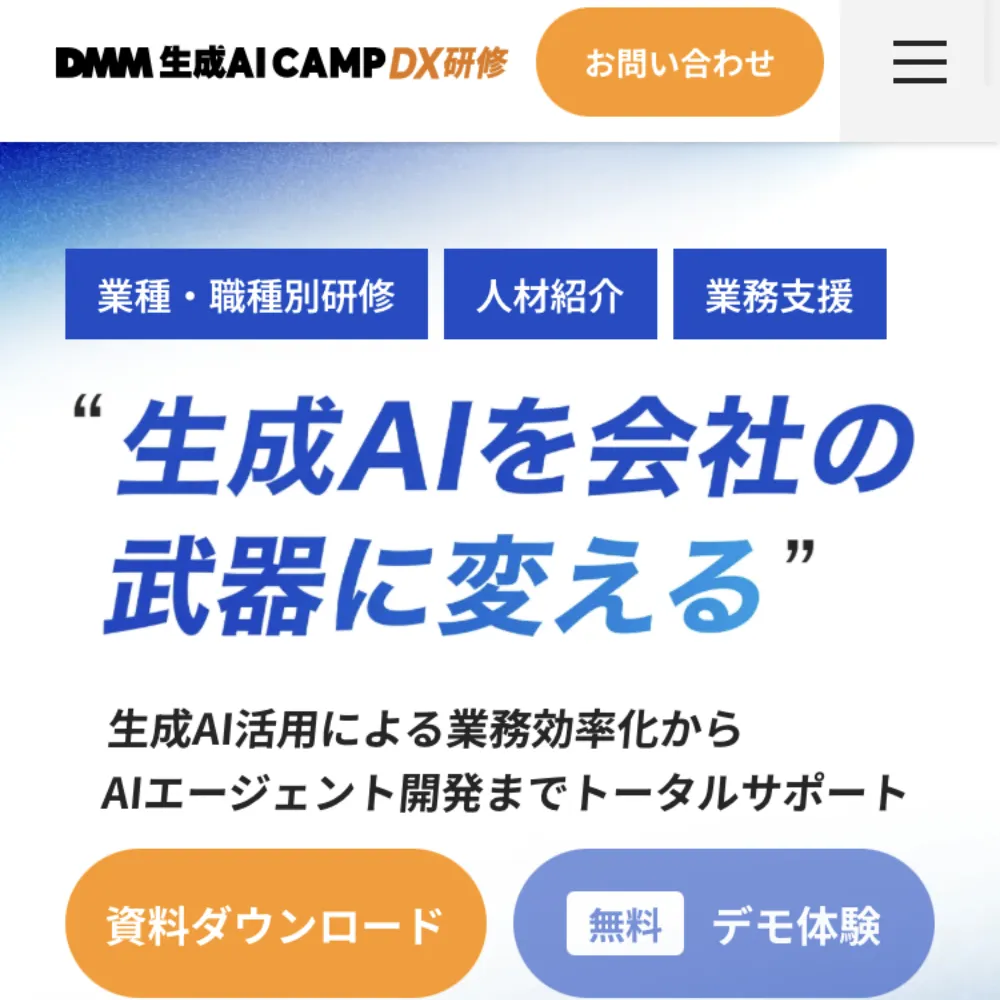 DMM 生成AI CAMP DX研修
お問い合わせ
業種・職種別研修
人材紹介
業務支援
“生成AIを会社の
武器に変える”
生成AI活用による業務効率化から
AIエージェント開発までトータルサポート
資料ダウンロード
無料 デモ体験